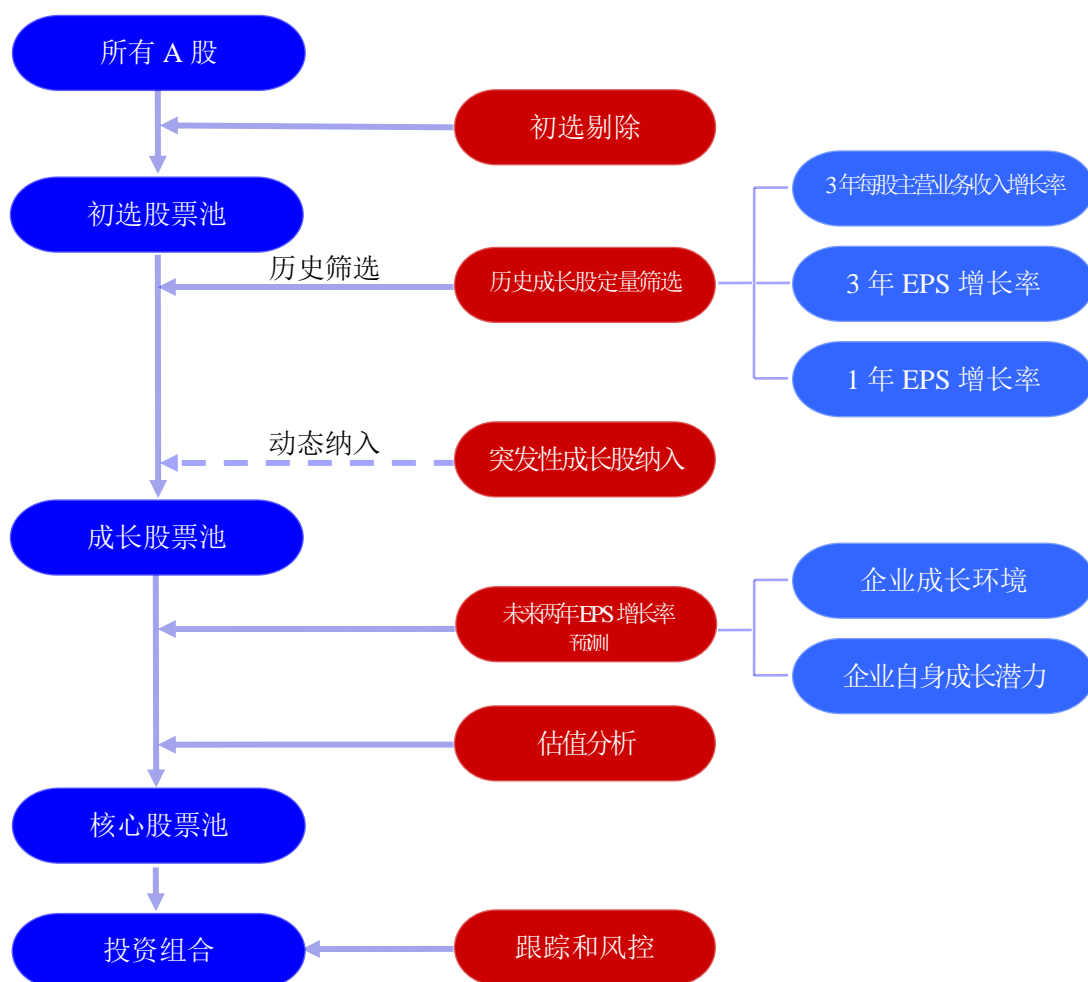 所有 A 股
初选剔除
3 年每股主营业务收入增长率
初选股票池
历史筛选
历史成长股定量筛选
3 年 EPS 增长率
1 年 EPS 增长率
动态纳入
突发性成长股纳入
成长股票池
企业成长环境
未来两年 EPS 增长率
预测
企业自身成长潜力
估值分析
核心股票池
投资组合
跟踪和风控